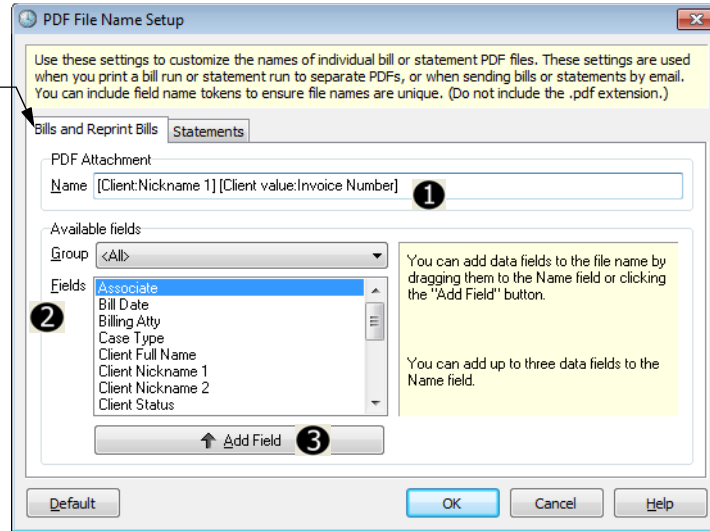 PDF File Name Setup
Use these settings to customize the names of individual bill or statement PDF files. These settings are used
when you print a bill run or statement run to separate PDFs, or when sending bills or statements by email.
You can include field name tokens to ensure file names are unique. (Do not include the .pdf extension.)
Bills and Reprint Bills Statements
PDF Attachment
Name [Client:Nickname 1] [Client value:Invoice Number]
1
Available fields
Group <All>
Fields
2
Associate
Bill Date
Billing Atty
Case Type
Client Full Name
Client Nickname 1
Client Nickname 2
Client Status
You can add data fields to the file name by
dragging them to the Name field or clicking
the "Add Field" button.
You can add up to three data fields to the
Name field.
Add Field 3
Default OK Cancel Help